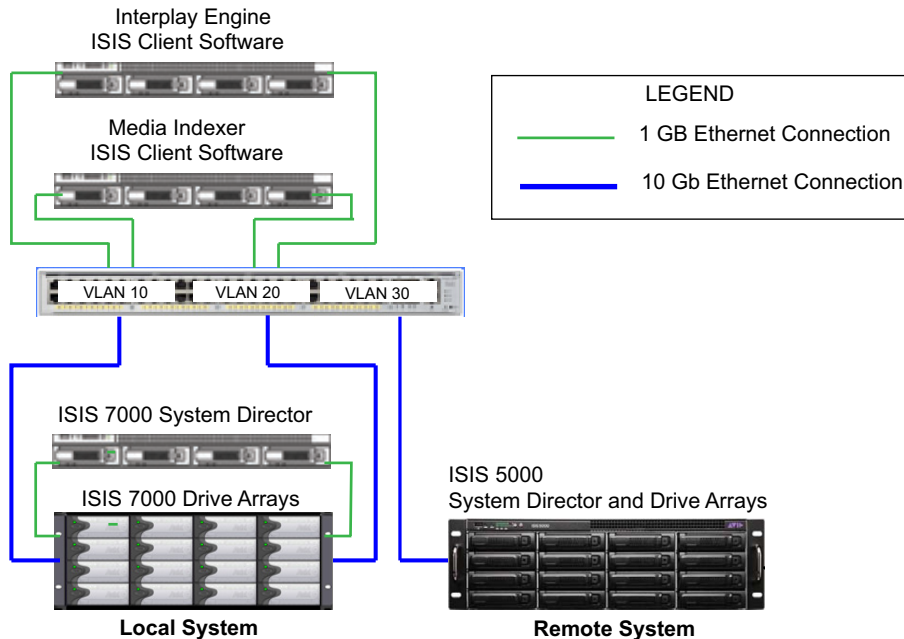 Interplay Engine
ISIS Client Software
LEGEND
1 GB Ethernet Connection
10 Gb Ethernet Connection
Media Indexer
ISIS Client Software
VLAN 10
VLAN 20
VLAN 30
ISIS 7000 System Director
ISIS 7000 Drive Arrays
ISIS 5000
System Director and Drive Arrays
Local System
Remote System